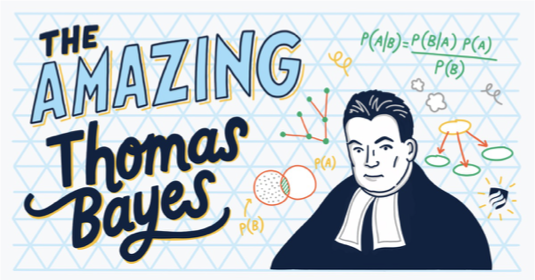 THE
AMAZING
Thomas
Bayes
P(A|B)= P(B|A) P(A)
P(B)
P(A)
P(B)